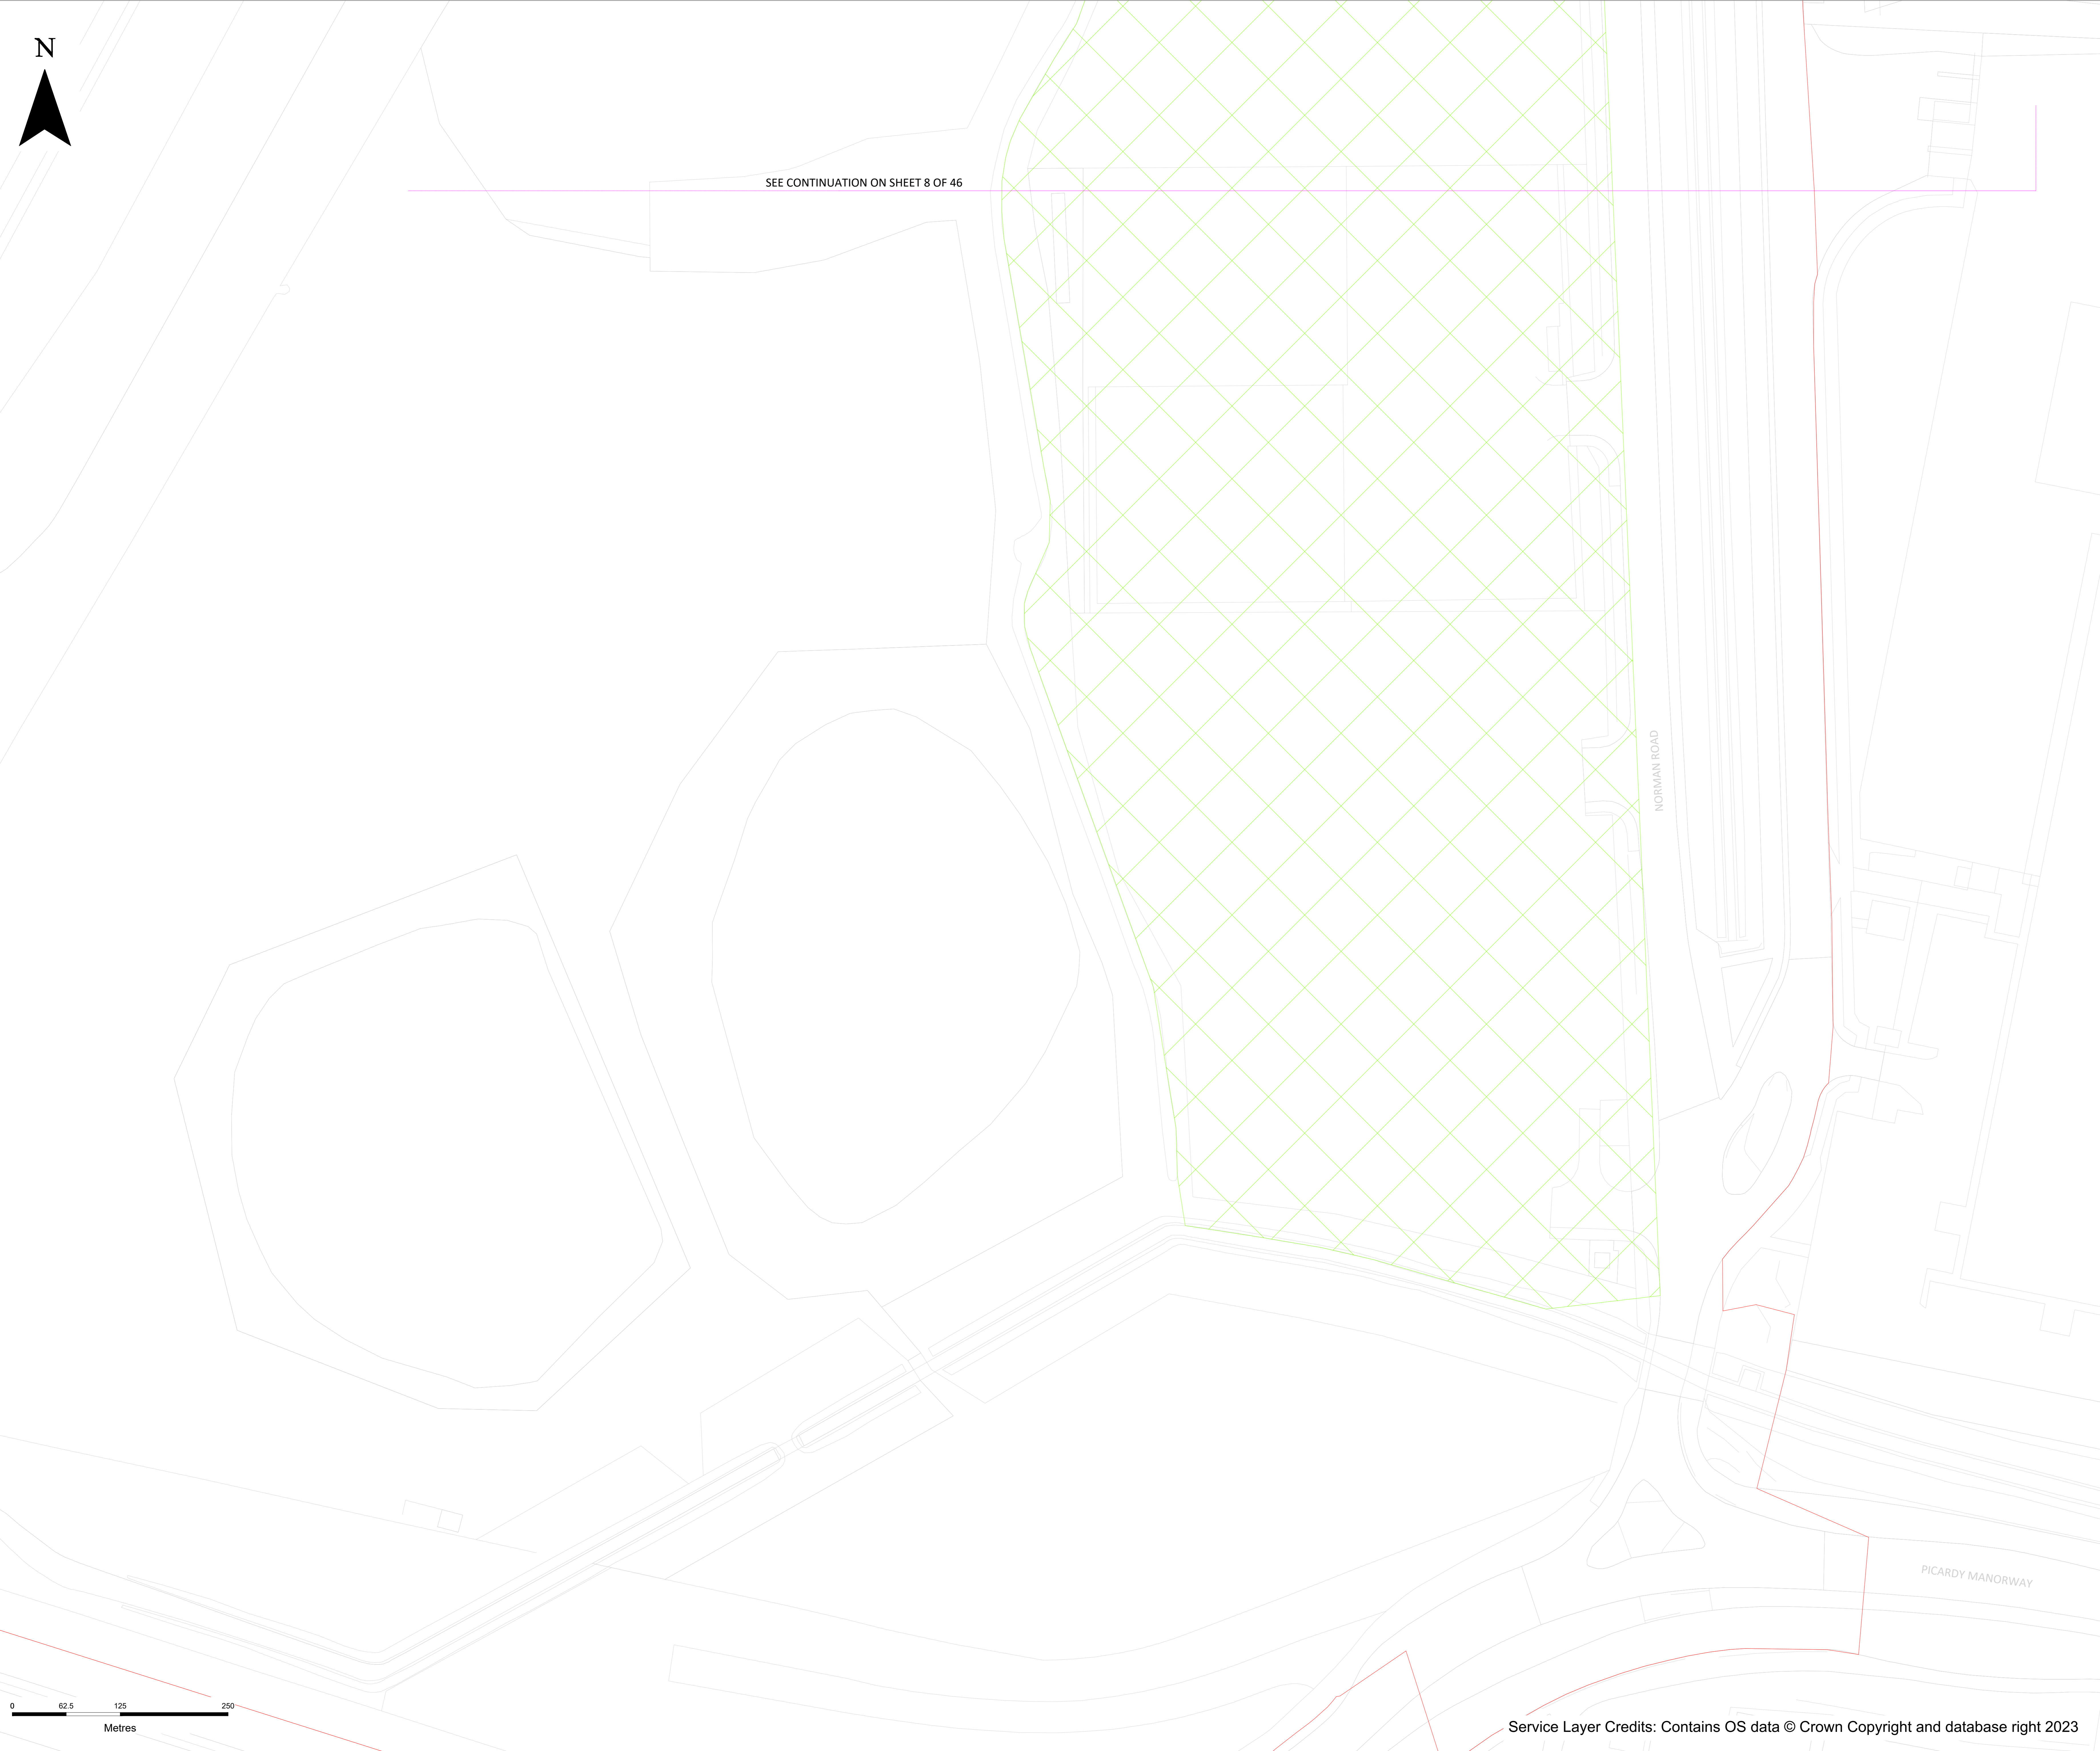 N
SEE CONTINUATION ON SHEET 8 OF 46
NORMAN ROAD
PICARDY MANORWAY
0 62.5 125 250
Metres
Service Layer Credits: Contains OS data © Crown Copyright and database right 2023